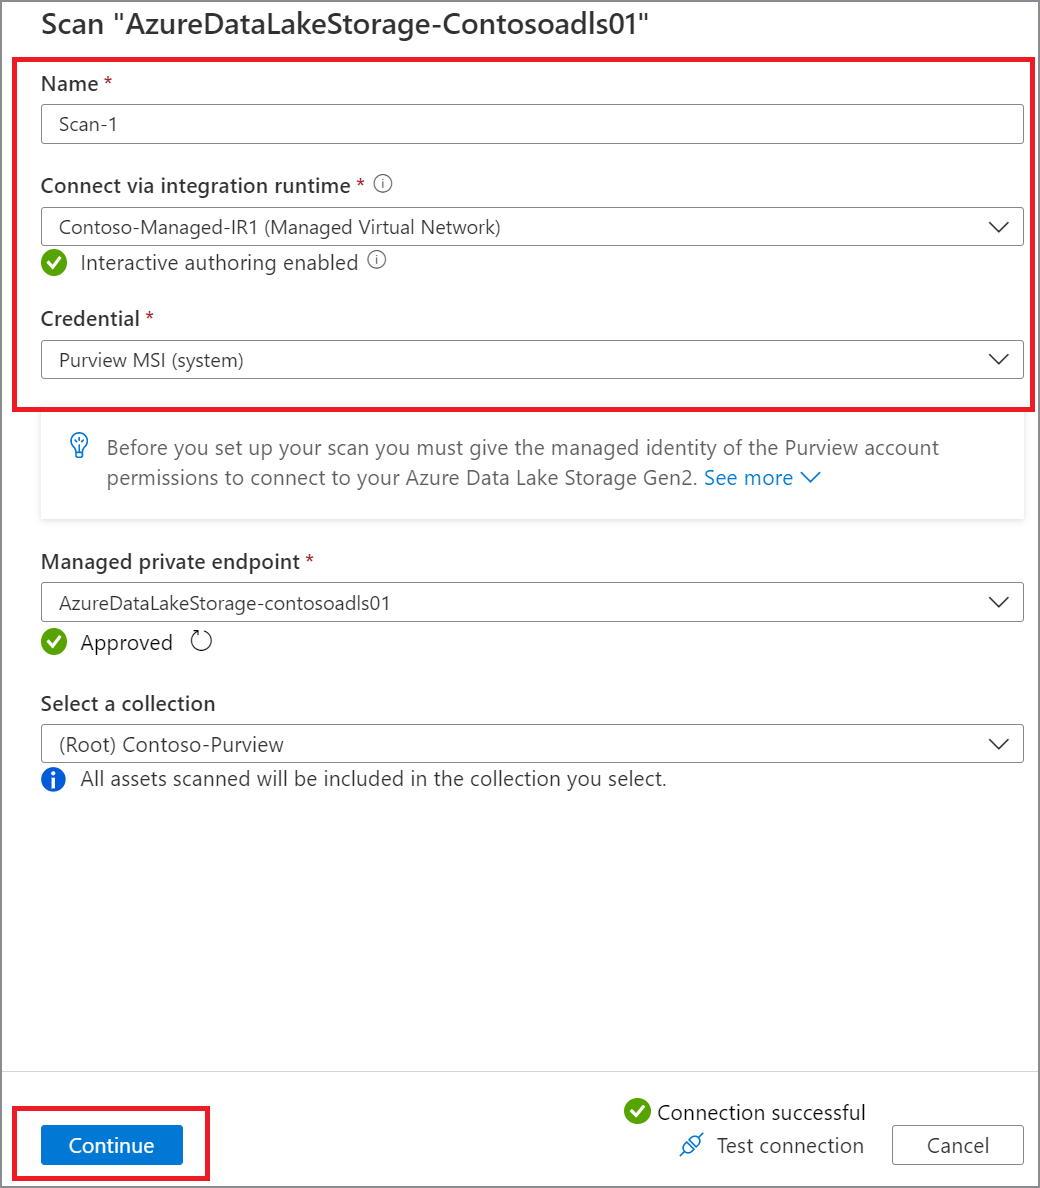 Scan "AzureDataLakeStorage-Contosoadls01"
Name *
Scan-1
Connect via integration runtime *
Contoso-Managed-IR1 (Managed Virtual Network)
Interactive authoring enabled
Credential *
Purview MSI (system)
Before you set up your scan you must give the managed identity of the Purview account
permissions to connect to your Azure Data Lake Storage Gen2. See more
Managed private endpoint *
AzureDataLakeStorage-contosoadls01
Approved
Select a collection
(Root) Contoso-Purview
All assets scanned will be included in the collection you select.
Connection successful
Continue
Test connection
Cancel